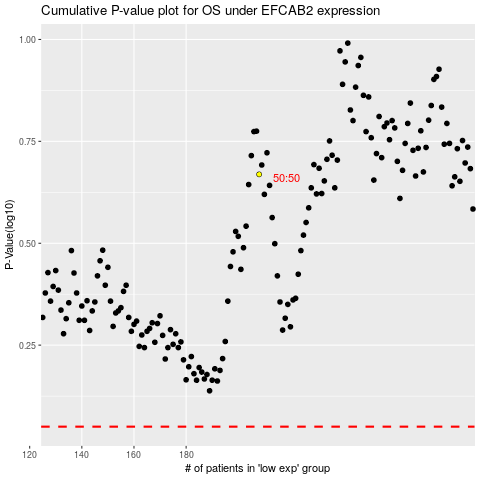 Cumulative P-value plot for OS under EFCAB2 expression
1.00
0.75
0.50
0.25
P-Value(log10)
50:50
120 140 160 180
# of patients in 'low exp' group